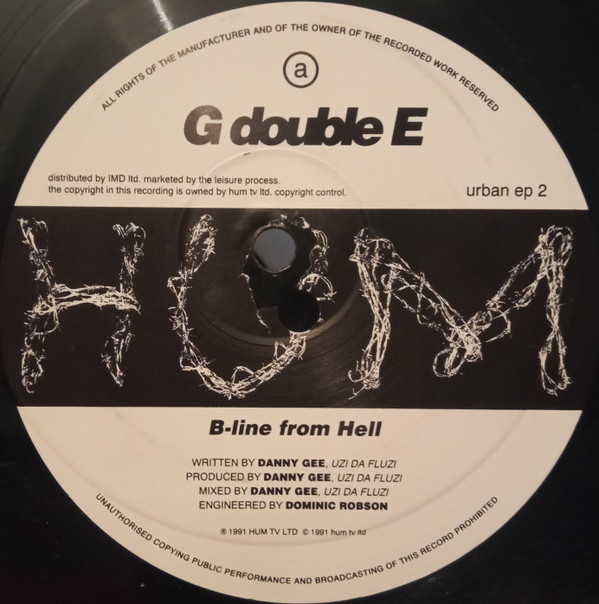 ALL RIGHTS OF THE MANUFACTURER AND OF THE OWNER OF THE RECORDED WORK RESERVED
a
G double E
distributed by IMD ltd. marketed by the leisure process.
the copyright in this recording is owned by hum tv ltd. copyright control.
urban ep 2
HUM
B-line from Hell
WRITTEN BY DANNY GEE, UZI DA FLUZI
PRODUCED BY DANNY GEE, UZI DA FLUZI
MIXED BY DANNY GEE, UZI DA FLUZI
ENGINEERED BY DOMINIC ROBSON
℗ 1991 HUM TV LTD © 1991 hum tv ltd
UNAUTHORISED COPYING PUBLIC PERFORMANCE AND BROADCASTING OF THIS RECORD PROHIBITED